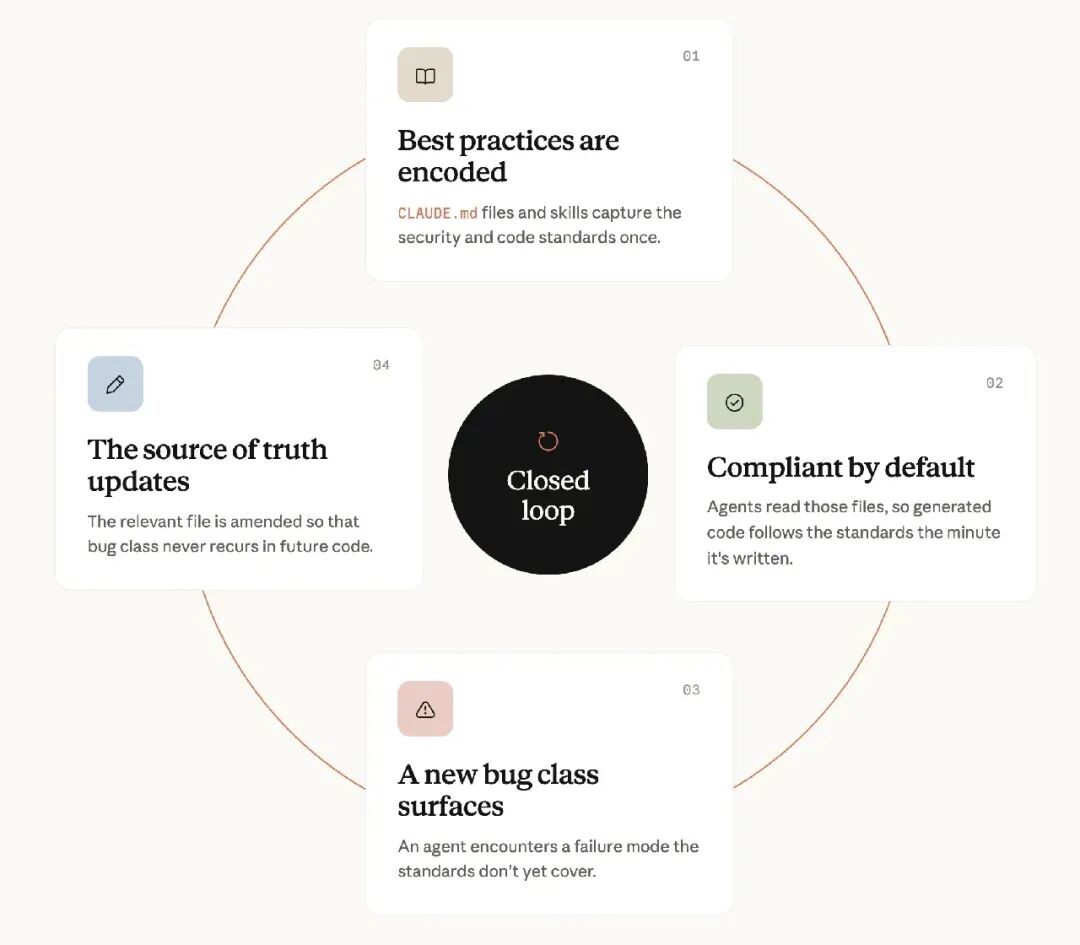 01
Best practices are
encoded
CLAUDE.md files and skills capture the
security and code standards once.
02
Compliant by default
Agents read those files, so generated
code follows the standards the minute
it's written.
03
A new bug class
surfaces
An agent encounters a failure mode the
standards don't yet cover.
04
The source of truth
updates
The relevant file is amended so that
bug class never recurs in future code.
Closed
loop